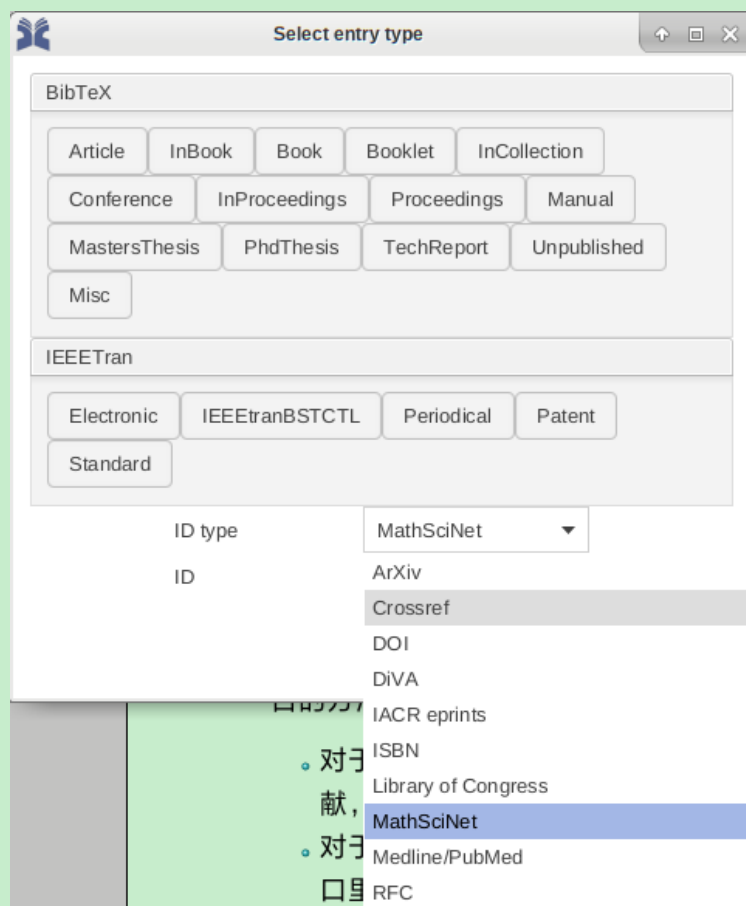 Select entry type
BibTeX
Article InBook Book Booklet InCollection
Conference InProceedings Proceedings Manual
MastersThesis PhdThesis TechReport Unpublished
Misc
IEEETran
Electronic IEEEtranBSTCTL Periodical Patent
Standard
ID type MathSciNet
ID
ArXiv
Crossref
DOI
DiVA
IACR eprints
ISBN
Library of Congress
MathSciNet
Medline/PubMed
RFC
对于
献，
对于
口里